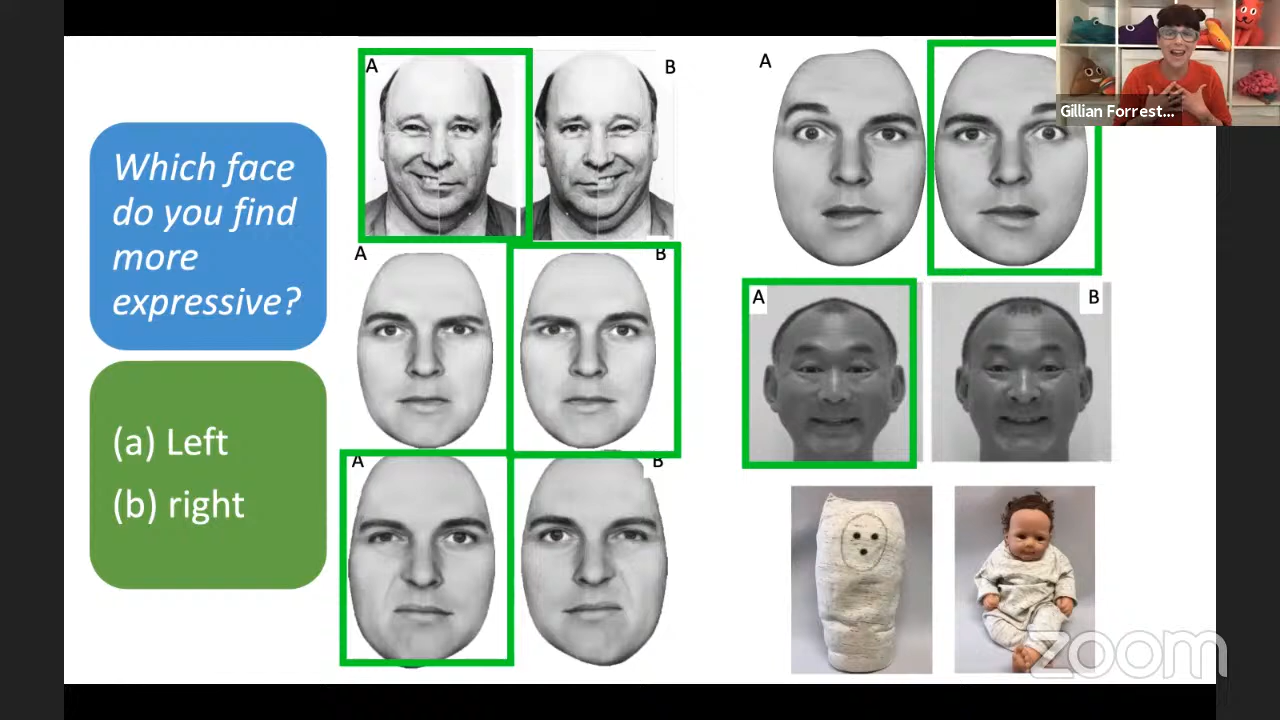 Which face
do you find
more
expressive?
(a) Left
(b) right
A
B
A
B
A
B
A
A
B
Gillian Forrest...
zoom